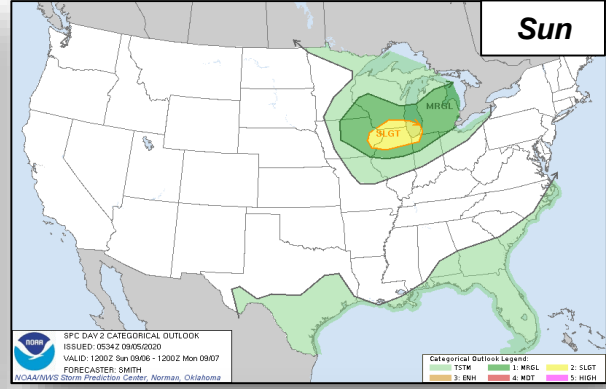 Sun
MRGL
SLGT
NOAA
SPC DAY 2 CATEGORICAL OUTLOOK
ISSUED: 0534Z 09/05/2020
VALID: 1200Z Sun 09/06 - 1200Z Mon 09/07
FORECASTER: SMITH
NOAA/NWS Storm Prediction Center, Norman, Oklahoma
Categorical Outlook Legend:
TSTM 1: MRGL 2: SLGT
3: ENH 4: MDT 5: HIGH